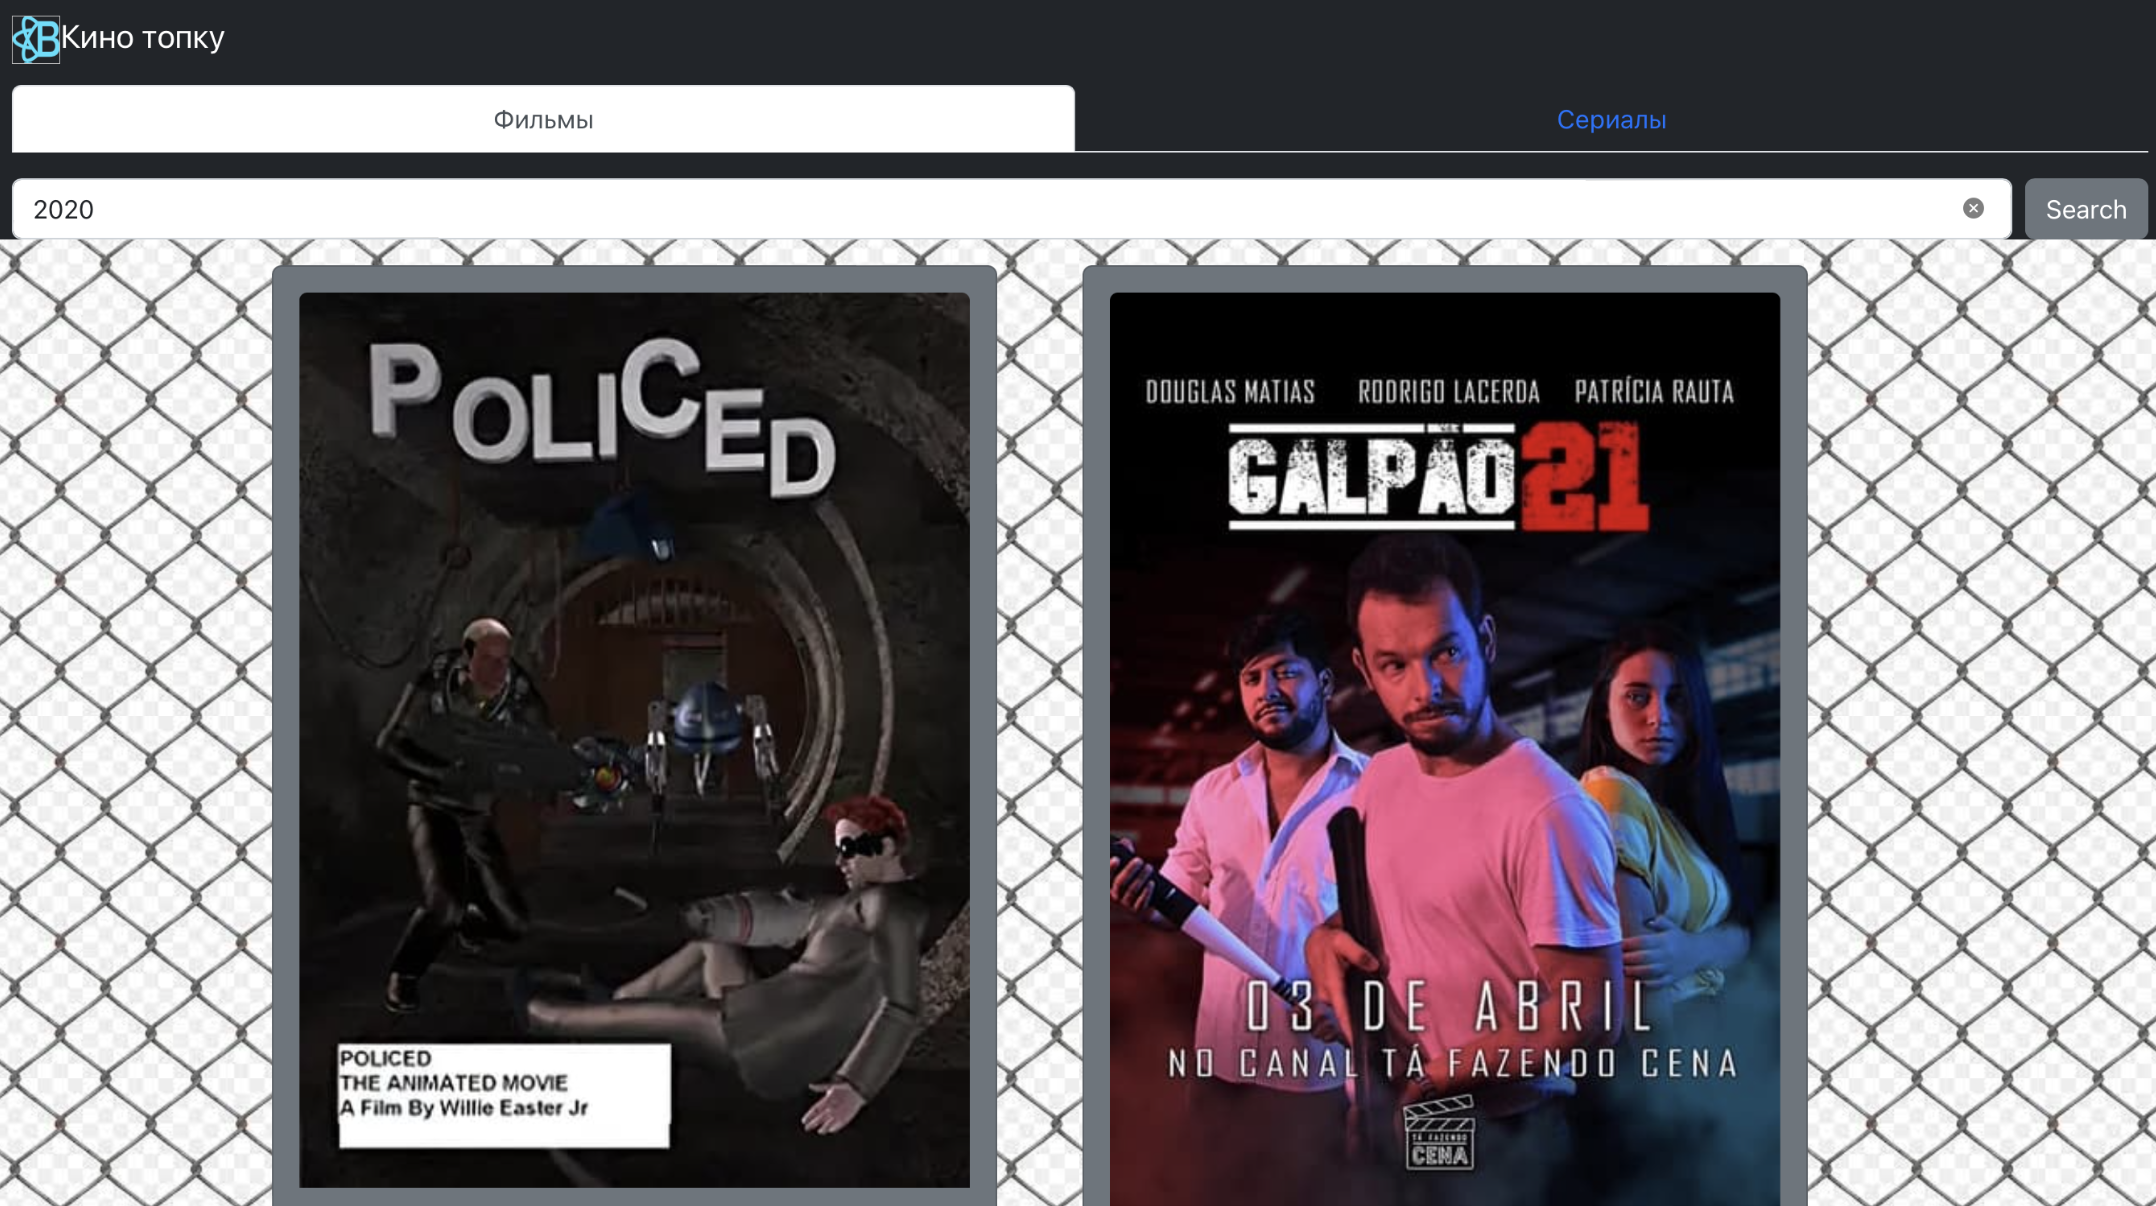 Кино топку
Фильмы
Сериалы
2020
Search
POLICED
POLICED
THE ANIMATED MOVIE
A Film By Willie Easter Jr
DOUGLAS MATIAS RODRIGO LACERDA PATRÍCIA RAUTA
GALPÃO 21
03 DE ABRIL
NO CANAL TÁ FAZENDO CENA
TÁ FAZENDO
CENA